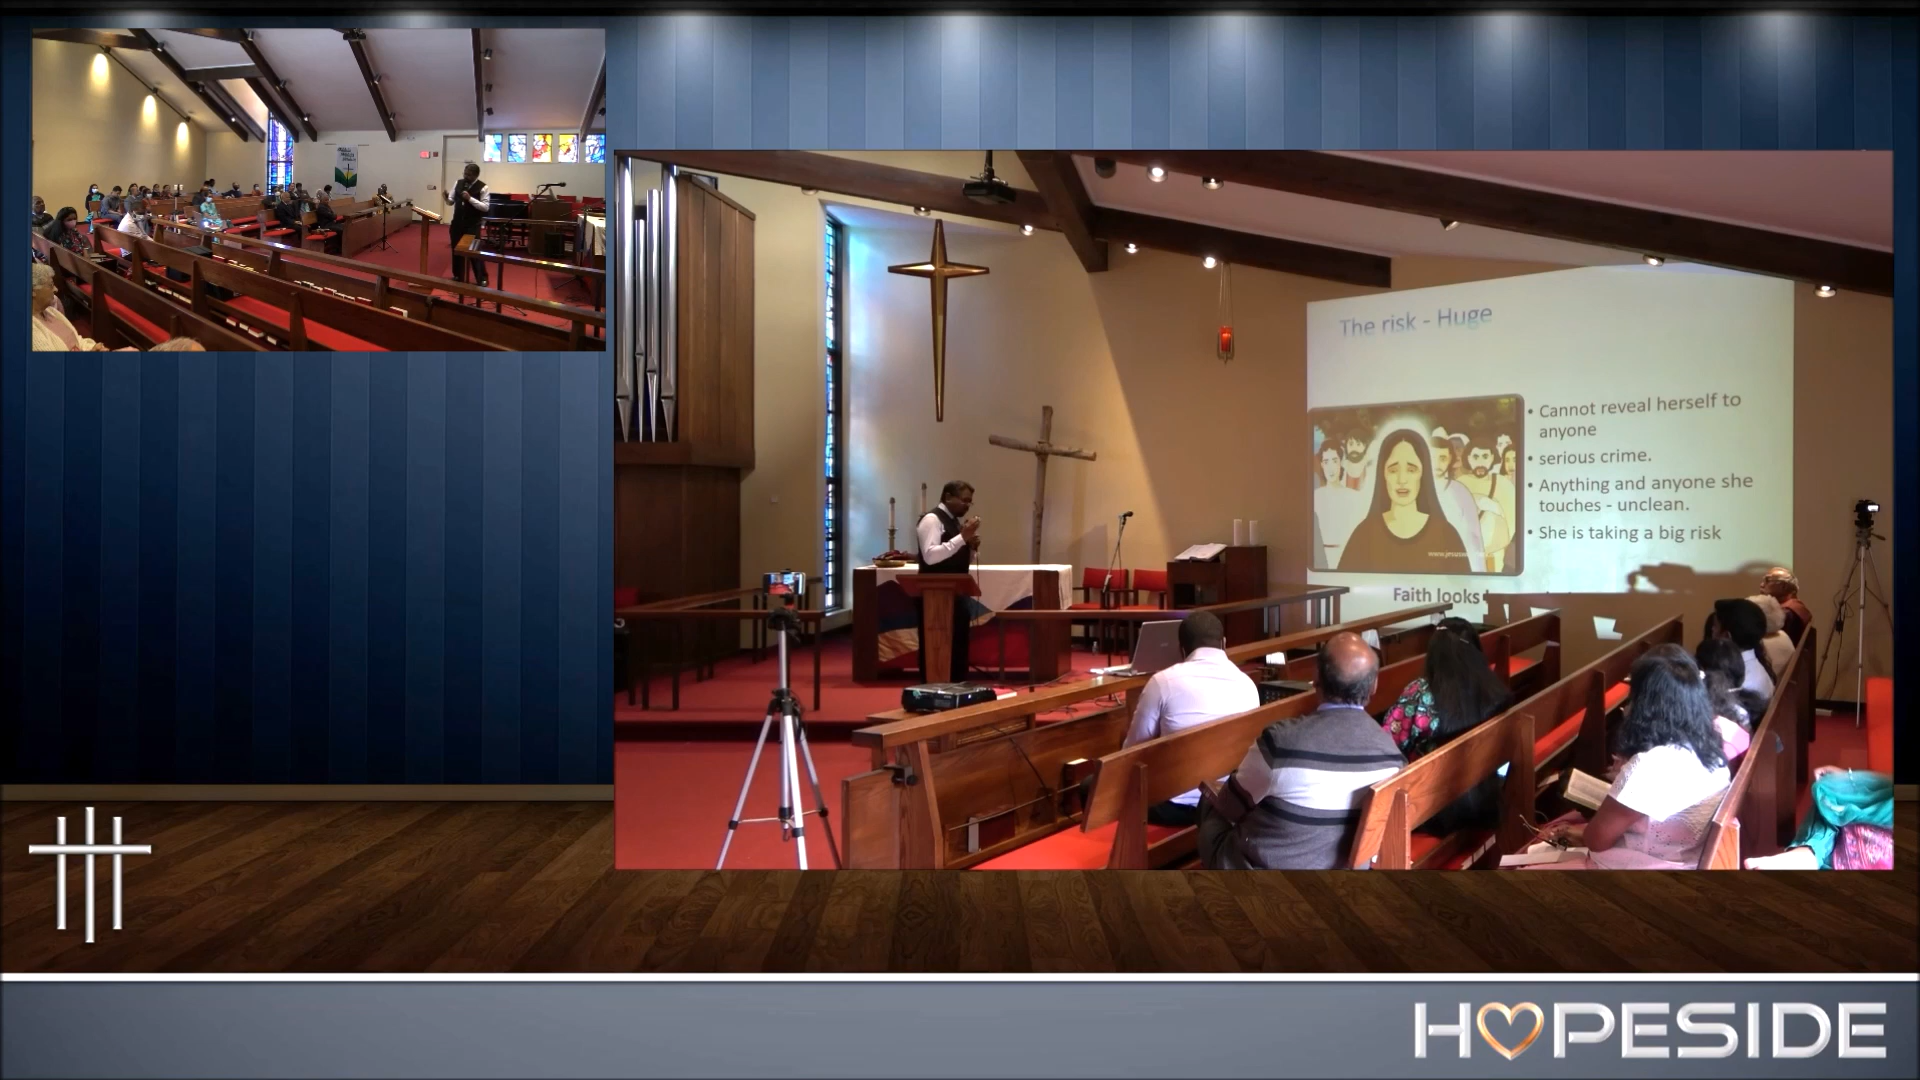 The risk - Huge
• Cannot reveal herself to
anyone
• serious crime.
• Anything and anyone she
touches - unclean.
• She is taking a big risk
Faith looks
HOPESIDE